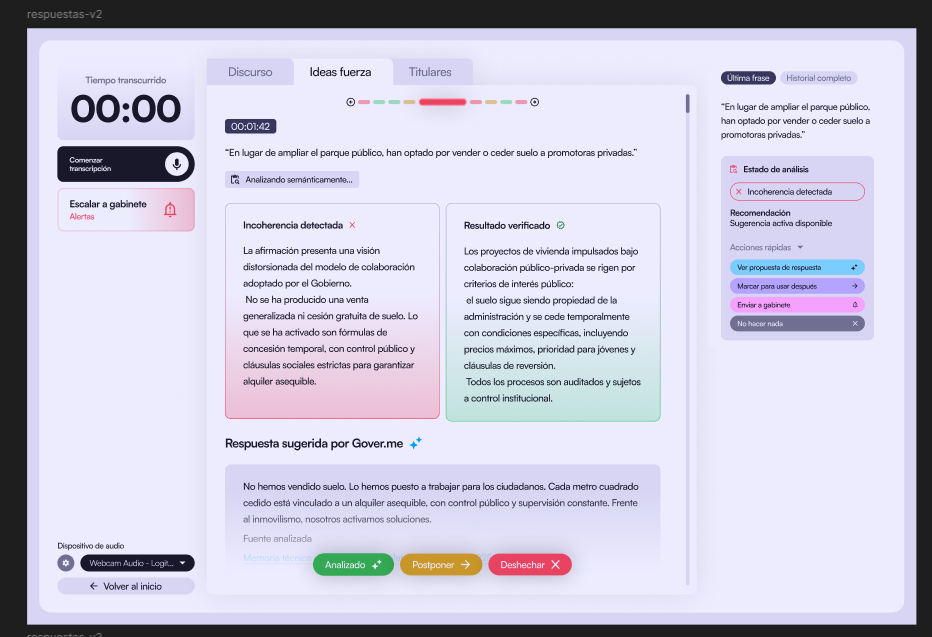 respuestas-v2
Tiempo transcurrido
00:00
Comenzar
transcripción
Escalar a gabinete
Alertas
Dispositivo de audio
Webcam Audio - Logit...
Volver al inicio
Discurso
Ideas fuerza
Titulares
00:01:42
“En lugar de ampliar el parque público, han optado por vender o ceder suelo a promotoras privadas.”
Analizando semánticamente...
Incoherencia detectada
La afirmación presenta una visión
distorsionada del modelo de colaboración
adoptado por el Gobierno.
No se ha producido una venta
generalizada ni cesión gratuita de suelo. Lo
que se ha activado son fórmulas de
concesión temporal, con control público y
cláusulas sociales estrictas para garantizar
alquiler asequible.
Resultado verificado
Los proyectos de vivienda impulsados bajo
colaboración público-privada se rigen por
criterios de interés público:
el suelo sigue siendo propiedad de la
administración y se cede temporalmente
con condiciones específicas, incluyendo
precios máximos, prioridad para jóvenes y
cláusulas de reversión.
Todos los procesos son auditados y sujetos
a control institucional.
Respuesta sugerida por Gover.me
No hemos vendido suelo. Lo hemos puesto a trabajar para los ciudadanos. Cada metro cuadrado
cedido está vinculado a un alquiler asequible, con control público y supervisión constante. Frente
al inmovilismo, nosotros activamos soluciones.
Fuente analizada
Memoria
Analizado
Postponer
Deshechar
Última frase
Historial completo
“En lugar de ampliar el parque público,
han optado por vender o ceder suelo a
promotoras privadas.”
Estado de análisis
Incoherencia detectada
Recomendación
Sugerencia activa disponible
Acciones rápidas
Ver propuesta de respuesta
Marcar para usar después
Enviar a gabinete
No hacer nada
respuestas-v2